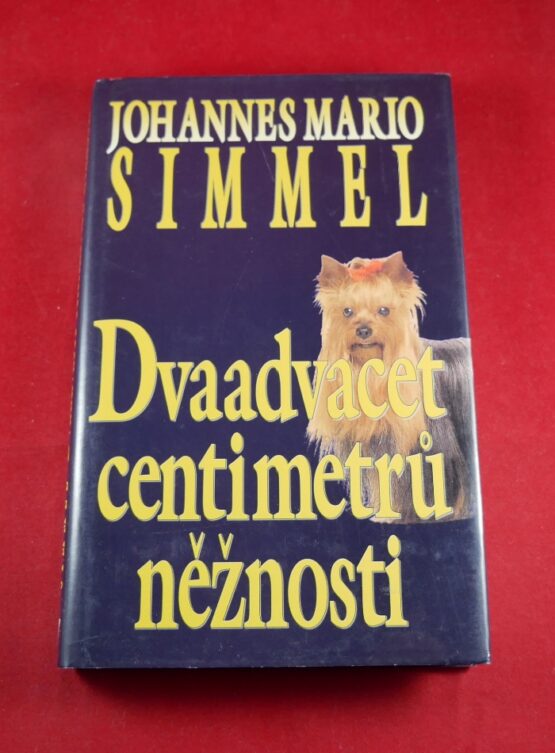 JOHANNES MARIO
SIMMEL
Dvaadvacet
centimetrů
něžnosti